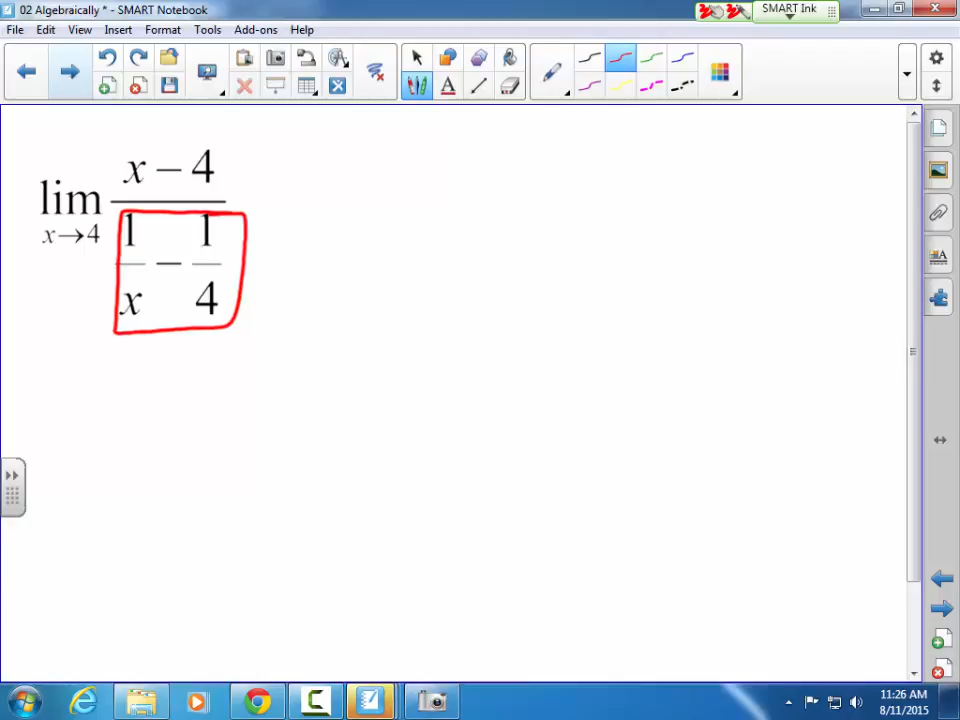 02 Algebraically * - SMART Notebook
SMART Ink
File Edit View Insert Format Tools Add-ons Help
x – 4
lim
x→4
1 1
–
x 4
11:26 AM
8/11/2015